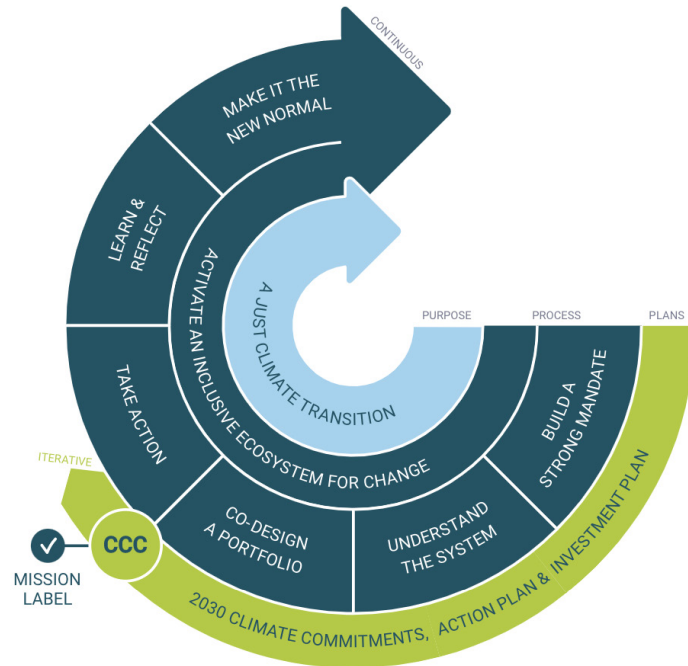 CONTINUOUS
MAKE IT THE
NEW NORMAL
LEARN &
REFLECT
ACTIVATE AN INCLUSIVE ECOSYSTEM FOR CHANGE
A JUST CLIMATE TRANSITION
PURPOSE
PROCESS
PLANS
BUILD A
STRONG MANDATE
TAKE ACTION
ITERATIVE
CO-DESIGN
A PORTFOLIO
UNDERSTAND
THE SYSTEM
CCC
MISSION
LABEL
2030 CLIMATE COMMITMENTS, ACTION PLAN & INVESTMENT PLAN